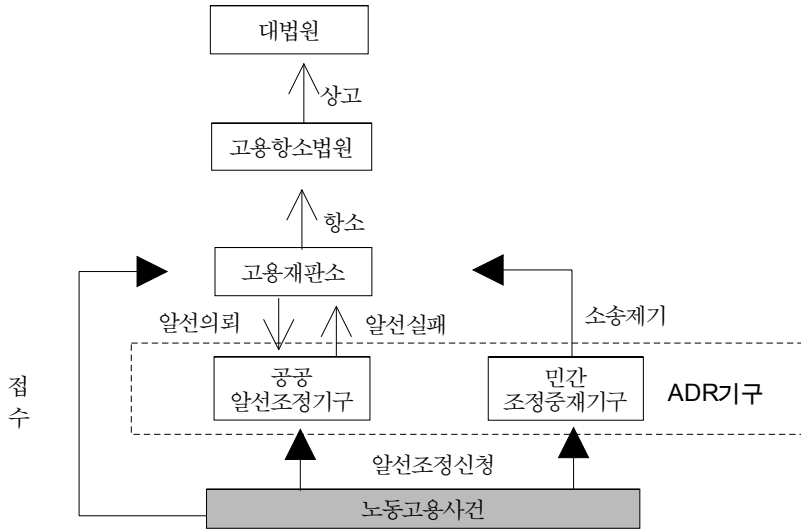 대법원
상고
고용항소법원
항소
고용재판소
알선의뢰
알선실패
소송제기
접
수
공공
알선조정기구
민간
조정중재기구
ADR기구
알선조정신청
노동고용사건